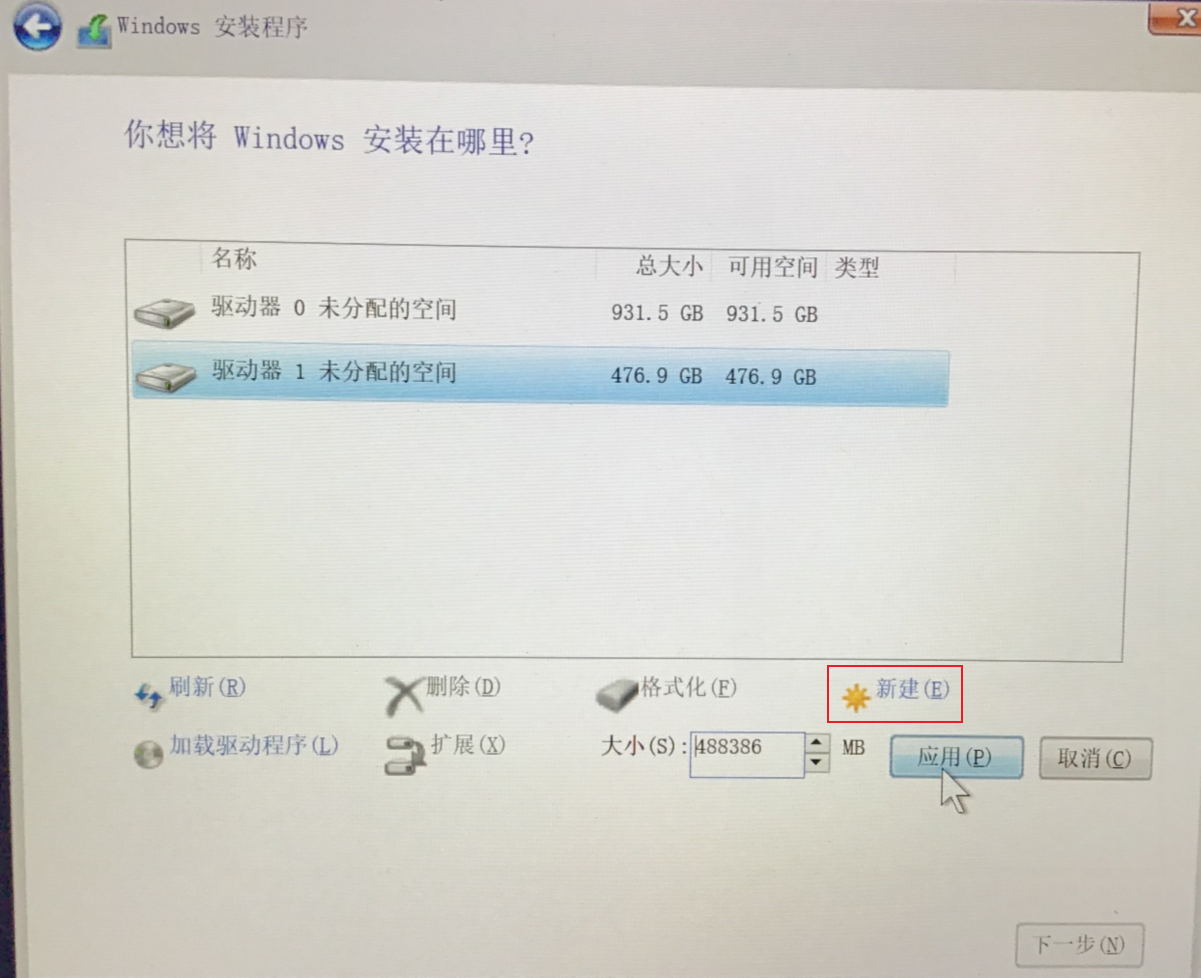 Windows 安装程序
你想将 Windows 安装在哪里?
名称 总大小 可用空间 类型
驱动器 0 未分配的空间 931.5 GB 931.5 GB
驱动器 1 未分配的空间 476.9 GB 476.9 GB
刷新(R) 删除(D) 格式化(F) 新建(E)
加载驱动程序(L) 扩展(X) 大小(S): 488386 MB 应用(P) 取消(C)
下一步(N)